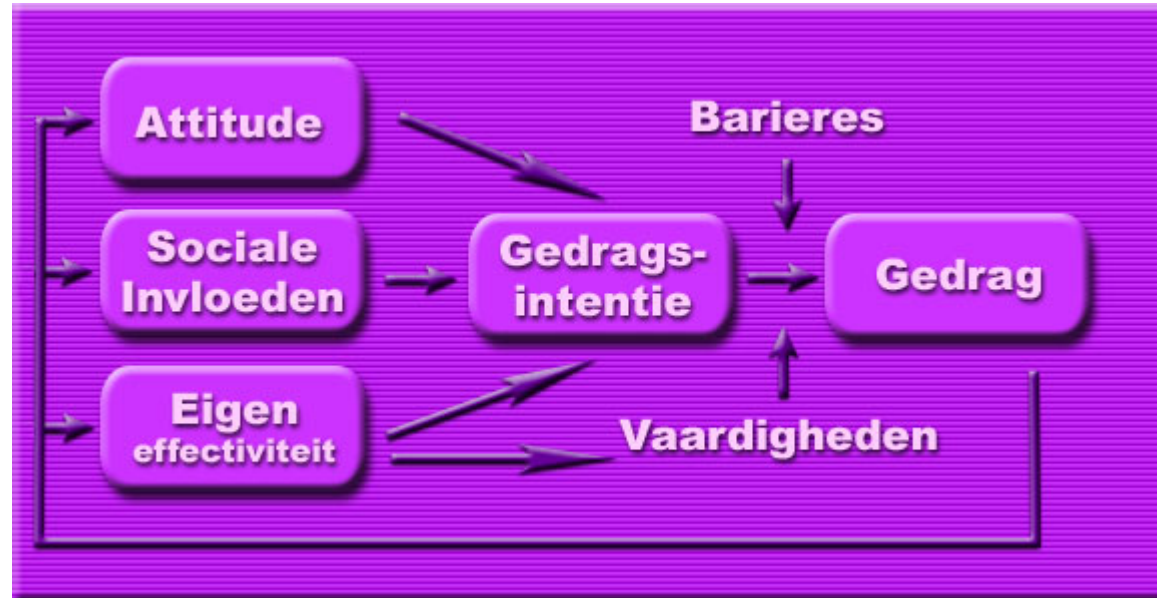 Attitude
Barieres
Sociale
Invloeden
Gedrags-
intentie
Gedrag
Eigen
effectiviteit
Vaardigheden